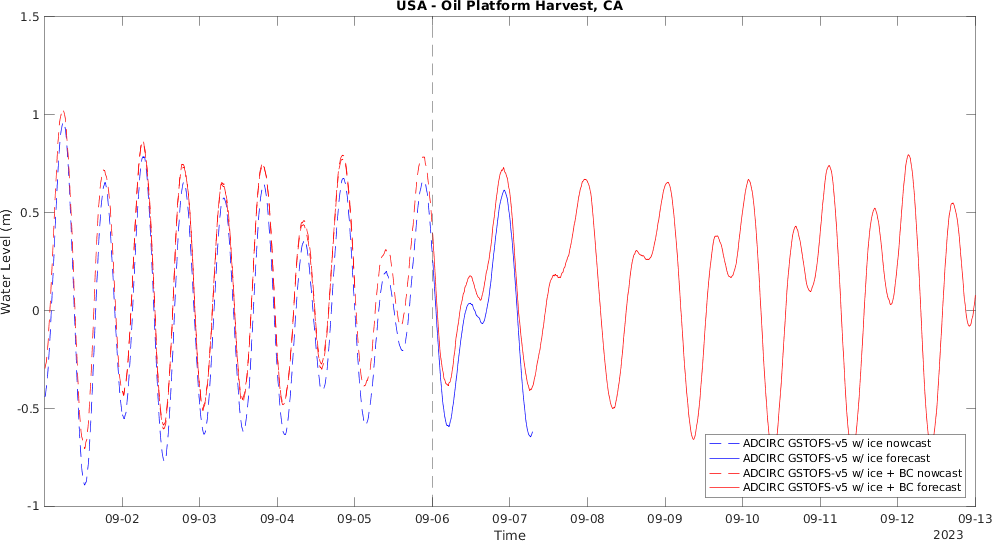 USA - Oil Platform Harvest, CA
1.5
1
0.5
0
-0.5
-1
Water Level (m)
09-02 09-03 09-04 09-05 09-06 09-07 09-08 09-09 09-10 09-11 09-12 09-13
Time
2023
ADCIRC GSTOFS-v5 w/ ice nowcast
ADCIRC GSTOFS-v5 w/ ice forecast
ADCIRC GSTOFS-v5 w/ ice + BC nowcast
ADCIRC GSTOFS-v5 w/ ice + BC forecast